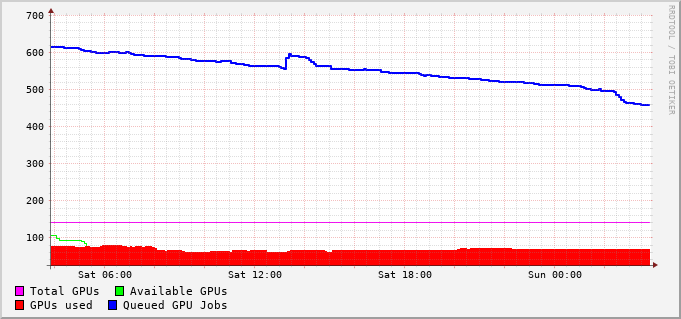 700
600
500
400
300
200
100
Sat 06:00 Sat 12:00 Sat 18:00 Sun 00:00
Total GPUs Available GPUs
GPUs used Queued GPU Jobs
RRDTOOL / TOBI OETIKER